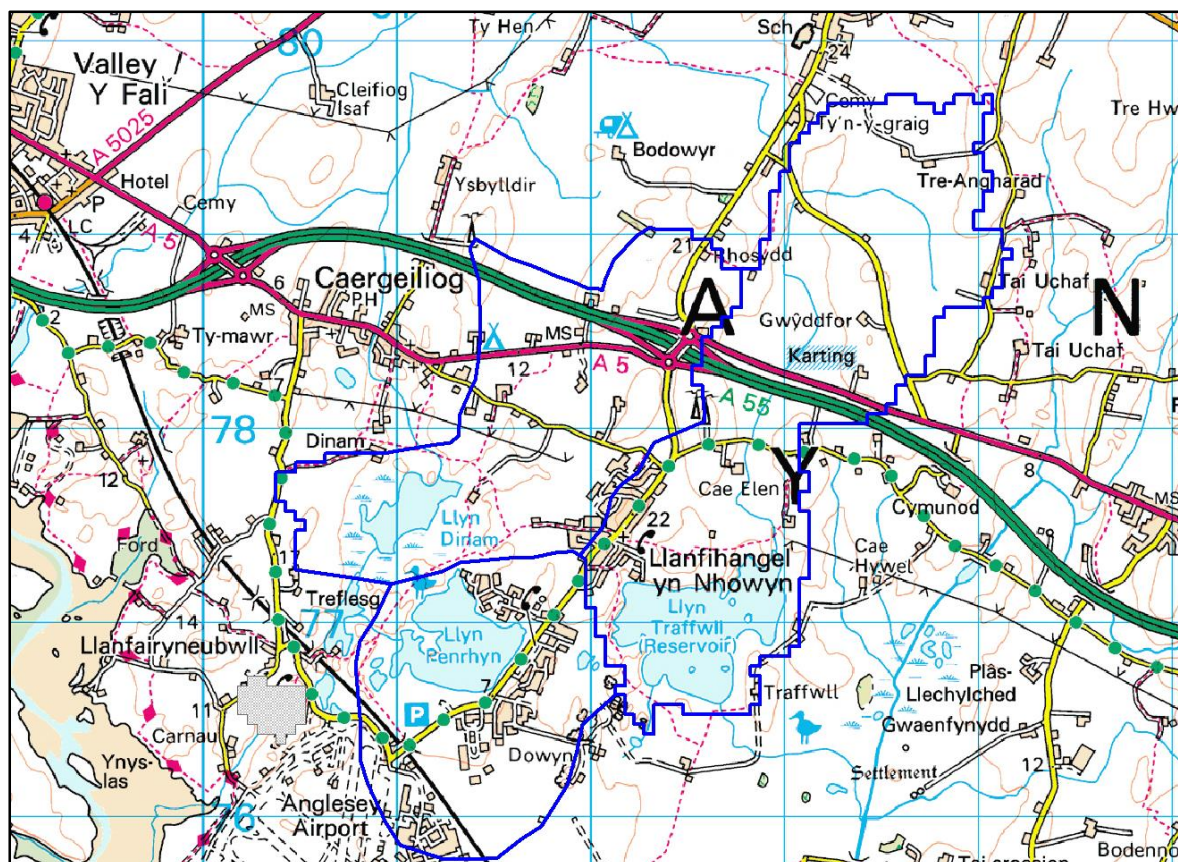 Ty Hen
Sch
24
80
Valley /
Y Fali
Cleifiog
Isaf
A 5025
Cemy
Ty'n-y-graig
Tre Hw
Bodowyr
Hotel
Ysbylldir
Tre-Angharad
P
LC
Cemy
4
A 5
21
Rhosydd
6
Caergeiliog
Tai Uchaf
PH
A
N
MS
2
Gwyddfor
Ty-mawr
MS
Tai Uchaf
12
A 5
Karting
7
A 55
78
Dinam
8
Y
12
Cae Elen
MS
Llyn
Dinam
22
Cymunod
Ford
17
Llanfihangel
yn Nhowyn
Cae
Hywel
Treflesg
77
14
Llyn
Penrhyn
Llyn
Traffwll
(Reservoir)
Llanfairyneubwll
Plâs-
Llechylched
7
Traffwll
11
P
2
Gwaenfynydd
Carnau
Dowyn
Ynys-
las
Settlement
12
Anglesey
Airport
76
Bodenno